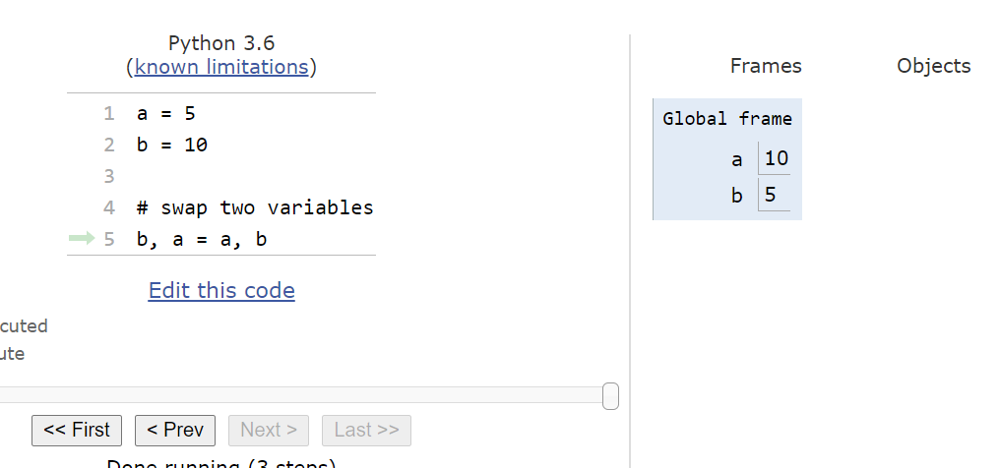 Python 3.6
(known limitations)
1 a = 5
2 b = 10
3
4 # swap two variables
5 b, a = a, b
Edit this code
cuted
ute
<< First < Prev Next > Last >>
Done running (3 steps)
Frames Objects
Global frame
a 10
b 5